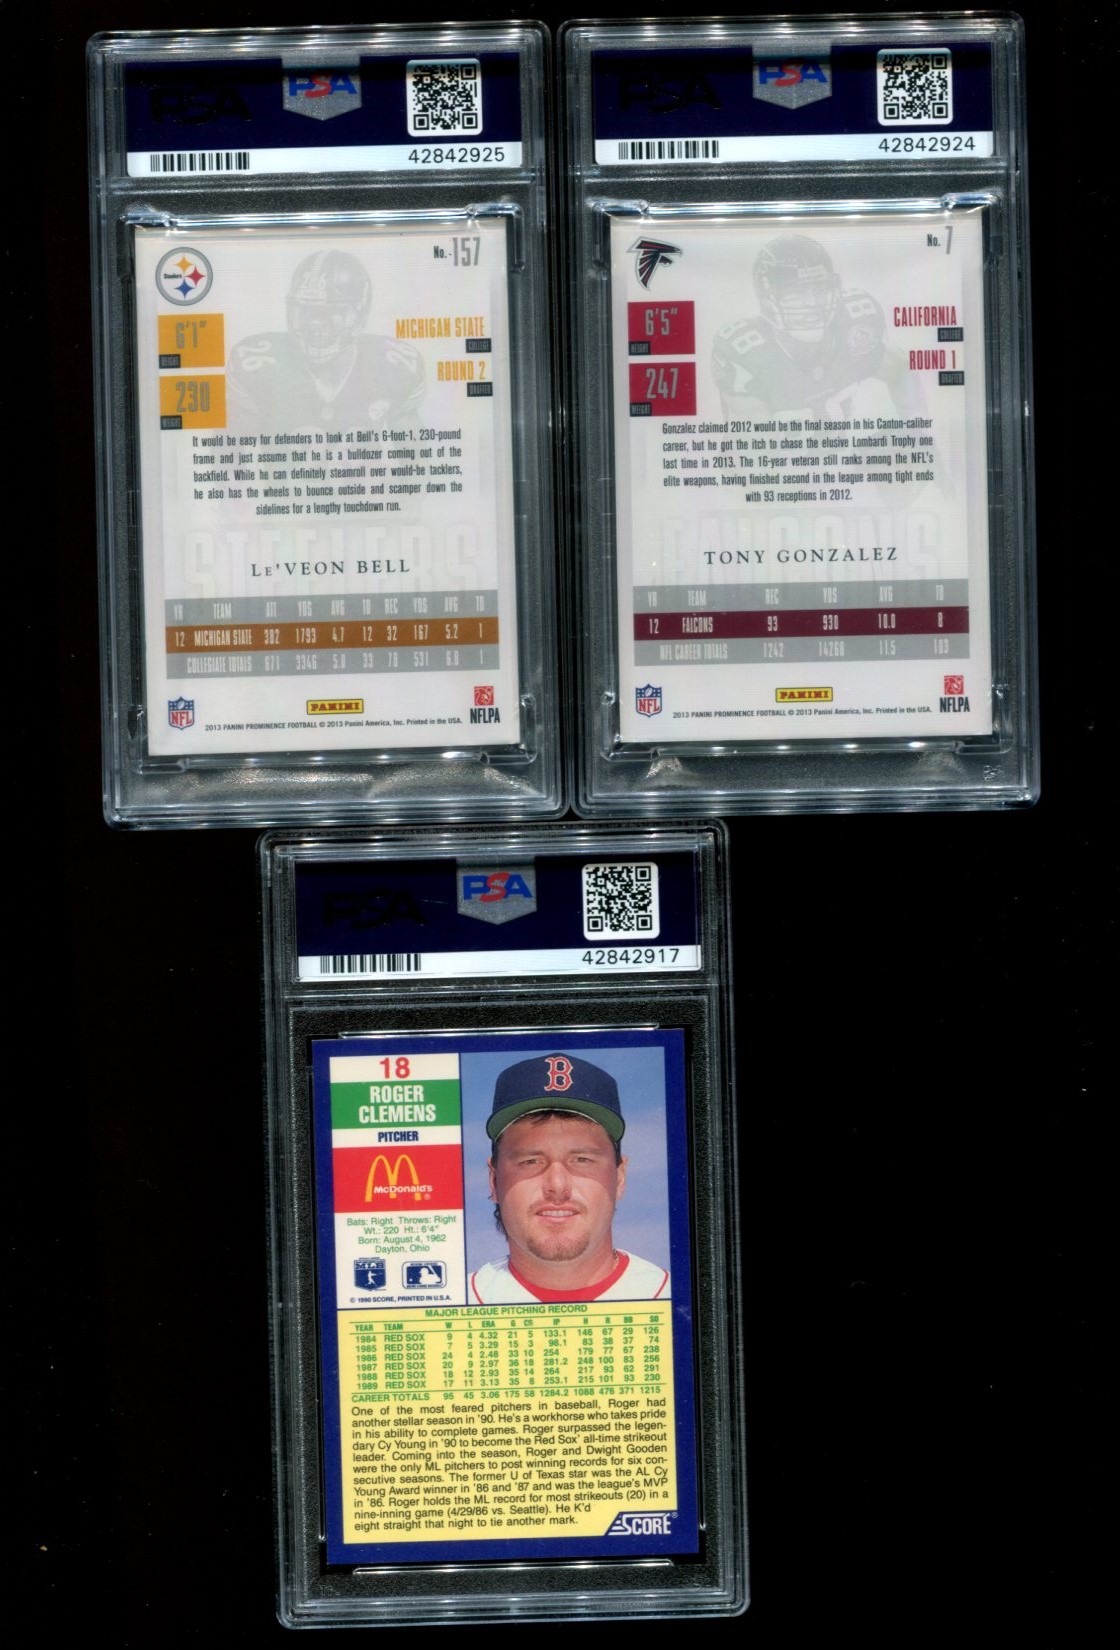 PSA
PSA
42842925
No. 157
Steelers
6'1"
HEIGHT
MICHIGAN STATE
COLLEGE
230
WEIGHT
ROUND 2
DRAFTED
It would be easy for defenders to look at Bell's 6-foot-1, 230-pound
frame and just assume that he is a bulldozer coming out of the
backfield. While he can definitely steamroll over would-be tacklers,
he also has the wheels to bounce outside and scamper down the
sidelines for a lengthy touchdown run.
STEELERS
LE'VEON BELL
YR TEAM ATT YDS AVG TD REC YDS AVG TD
12 MICHIGAN STATE 382 1793 4.7 12 32 167 5.2 1
COLLEGIATE TOTALS 671 3346 5.0 33 78 531 6.8 1
NFL
PANINI
NFLPA
2013 PANINI PROMINENCE FOOTBALL © 2013 Panini America, Inc. Printed in the USA.
PSA
PSA
42842924
No. 7
6'5"
HEIGHT
CALIFORNIA
COLLEGE
247
WEIGHT
ROUND 1
DRAFTED
Gonzalez claimed 2012 would be the final season in his Canton-caliber
career, but he got the itch to chase the elusive Lombardi Trophy one
last time in 2013. The 16-year veteran still ranks among the NFL's
elite weapons, having finished second in the league among tight ends
with 93 receptions in 2012.
FALCONS
TONY GONZALEZ
YR TEAM REC YDS AVG TD
12 FALCONS 93 930 10.0 8
NFL CAREER TOTALS 1242 14268 11.5 103
NFL
PANINI
NFLPA
2013 PANINI PROMINENCE FOOTBALL © 2013 Panini America, Inc. Printed in the USA.
PSA
PSA
42842917
18
ROGER
CLEMENS
PITCHER
B
McDonald's®
Bats: Right Throws: Right
Wt.: 220 Ht.: 6'4"
Born: August 4, 1962
Dayton, Ohio
MLB
© 1990 SCORE, PRINTED IN U.S.A.
MAJOR LEAGUE PITCHING RECORD
YEAR TEAM W L ERA G CG IP H R BB SO
1984 RED SOX 9 4 4.32 21 5 133.1 146 67 29 126
1985 RED SOX 7 5 3.29 15 3 98.1 83 38 37 74
1986 RED SOX 24 4 2.48 33 10 254 179 77 67 238
1987 RED SOX 20 9 2.97 36 18 281.2 248 100 83 256
1988 RED SOX 18 12 2.93 35 14 264 217 93 62 291
1989 RED SOX 17 11 3.13 35 8 253.1 215 101 93 230
CAREER TOTALS 95 45 3.06 175 58 1284.2 1088 476 371 1215
One of the most feared pitchers in baseball, Roger had
another stellar season in '90. He's a workhorse who takes pride
in his ability to complete games. Roger surpassed the legen-
dary Cy Young in '90 to become the Red Sox' all-time strikeout
leader. Coming into the season, Roger and Dwight Gooden
were the only ML pitchers to post winning records for six con-
secutive seasons. The former U of Texas star was the AL Cy
Young Award winner in '86 and '87 and was the league's MVP
in '86. Roger holds the ML record for most strikeouts (20) in a
nine-inning game (4/29/86 vs. Seattle). He K'd
eight straight that night to tie another mark.
SCORE®